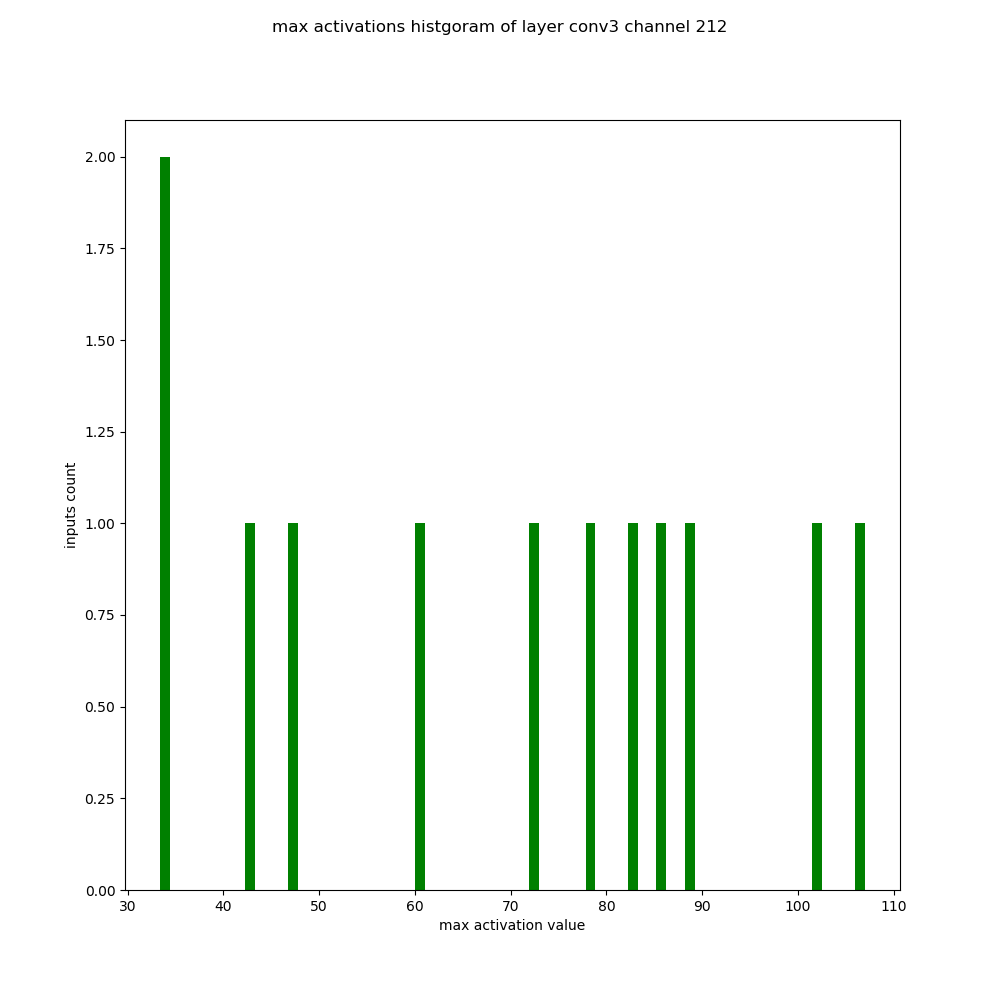 max activations histgoram of layer conv3 channel 212
2.00
1.75
1.50
1.25
1.00
0.75
0.50
0.25
0.00
inputs count
30 40 50 60 70 80 90 100 110
max activation value